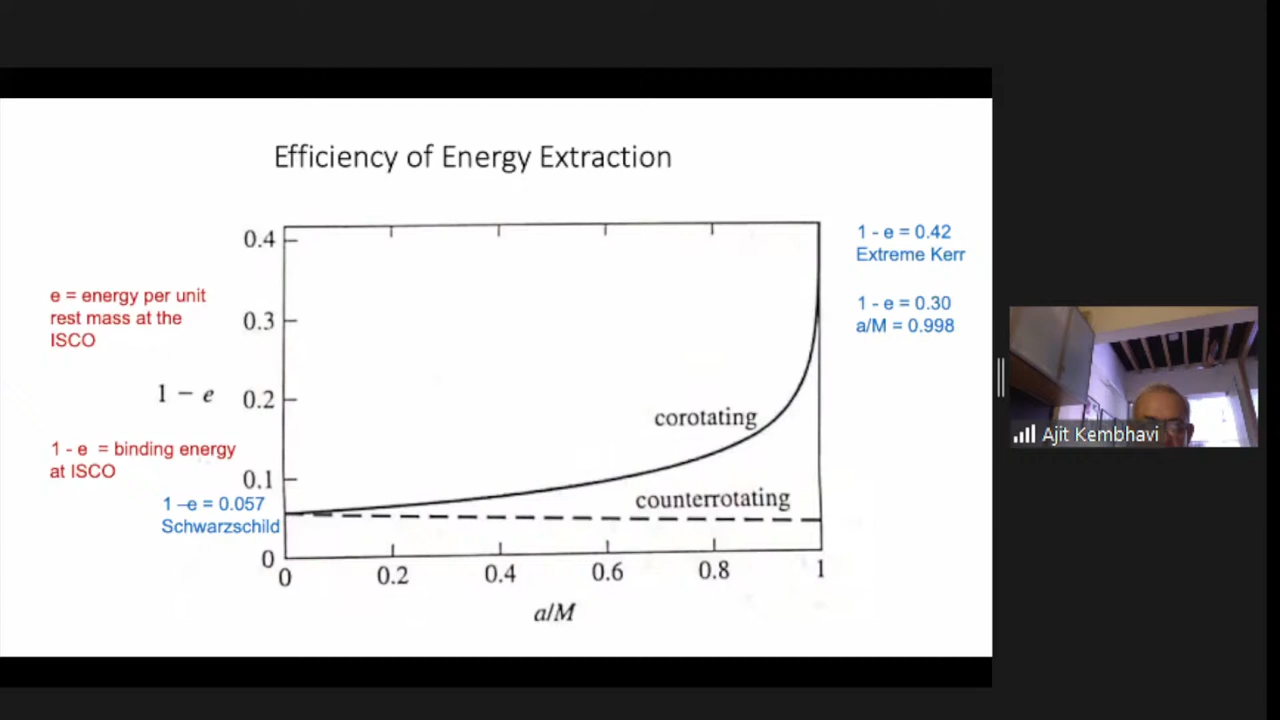 Efficiency of Energy Extraction
0.4
0.3
0.2
0.1
0
1 - e = 0.42
Extreme Kerr
1 - e = 0.30
a/M = 0.998
e = energy per unit
rest mass at the
ISCO
1 − e
1 - e = binding energy
at ISCO
1 –e = 0.057
Schwarzschild
corotating
counterrotating
0 0.2 0.4 0.6 0.8 1
a/M
Ajit Kembhavi